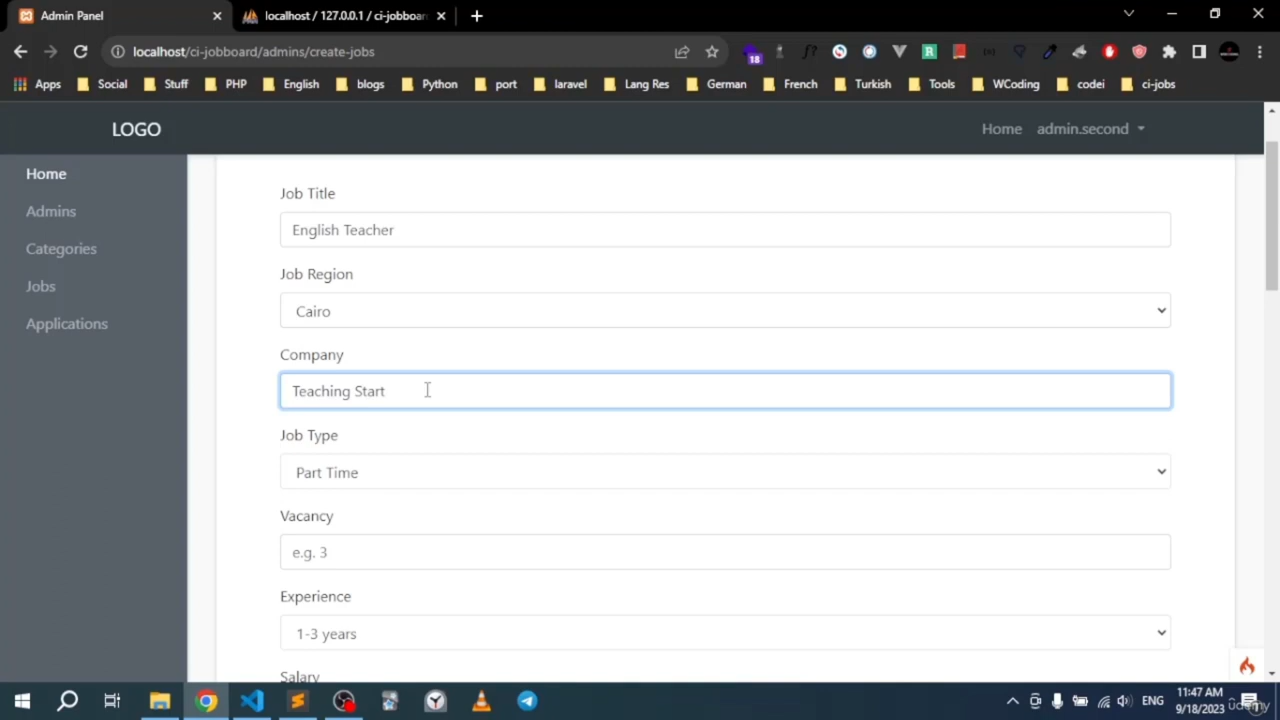 Admin Panel
localhost / 127.0.0.1 / ci-jobboar
localhost/ci-jobboard/admins/create-jobs
18
Apps
Social
Stuff
PHP
English
blogs
Python
port
laravel
Lang Res
German
French
Turkish
Tools
WCoding
codei
ci-jobs
LOGO
Home
admin.second
Home
Admins
Categories
Jobs
Applications
Job Title
English Teacher
Job Region
Cairo
Company
Teaching Start
Job Type
Part Time
Vacancy
e.g. 3
Experience
1-3 years
Salary
ENG
11:47 AM
9/18/2023
udemy